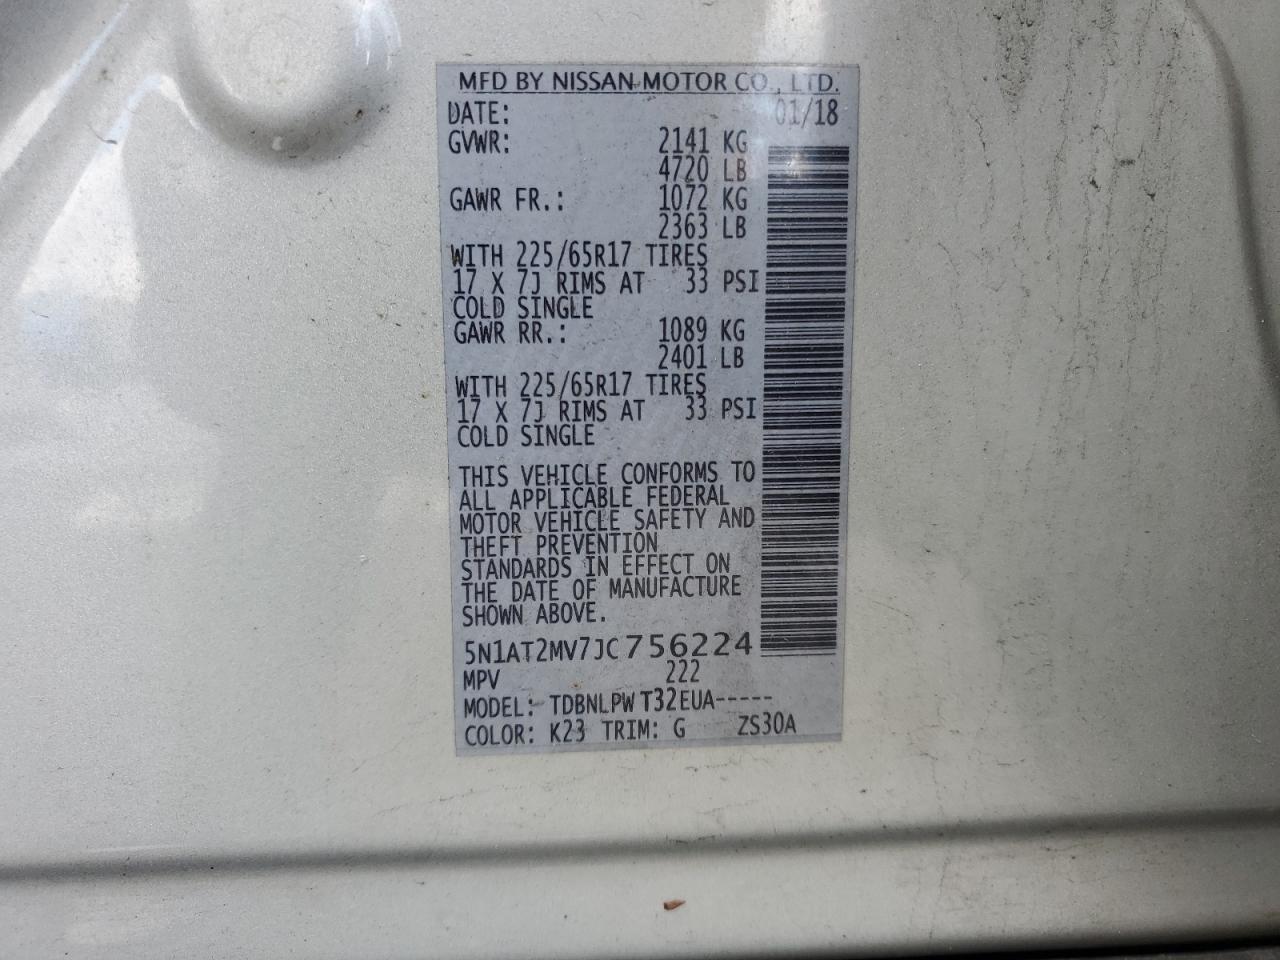 MFD BY NISSAN MOTOR CO., LTD.
DATE: 01/18
GVWR: 2141 KG
4720 LB
GAWR FR.: 1072 KG
2363 LB
WITH 225/65R17 TIRES
17 X 7J RIMS AT 33 PSI
COLD SINGLE
GAWR RR.: 1089 KG
2401 LB
WITH 225/65R17 TIRES
17 X 7J RIMS AT 33 PSI
COLD SINGLE
THIS VEHICLE CONFORMS TO
ALL APPLICABLE FEDERAL
MOTOR VEHICLE SAFETY AND
THEFT PREVENTION
STANDARDS IN EFFECT ON
THE DATE OF MANUFACTURE
SHOWN ABOVE.
5N1AT2MV7JC756224
MPV 222
MODEL: TDBNLPWT32EUA-----
COLOR: K23 TRIM: G ZS30A